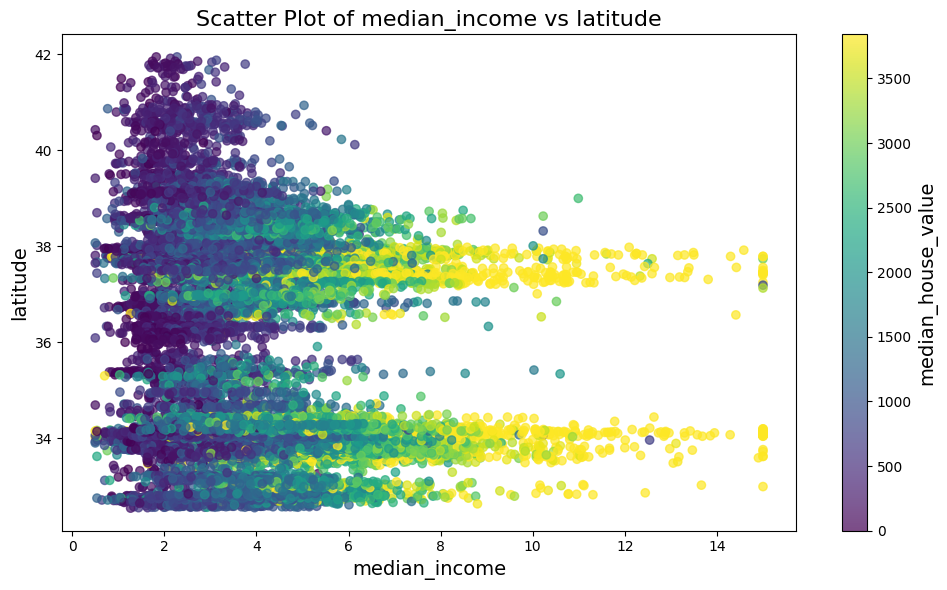 Scatter Plot of median_income vs latitude
42
40
38
36
34
latitude
0 2 4 6 8 10 12 14
median_income
3500
3000
2500
2000
1500
1000
500
0
median_house_value